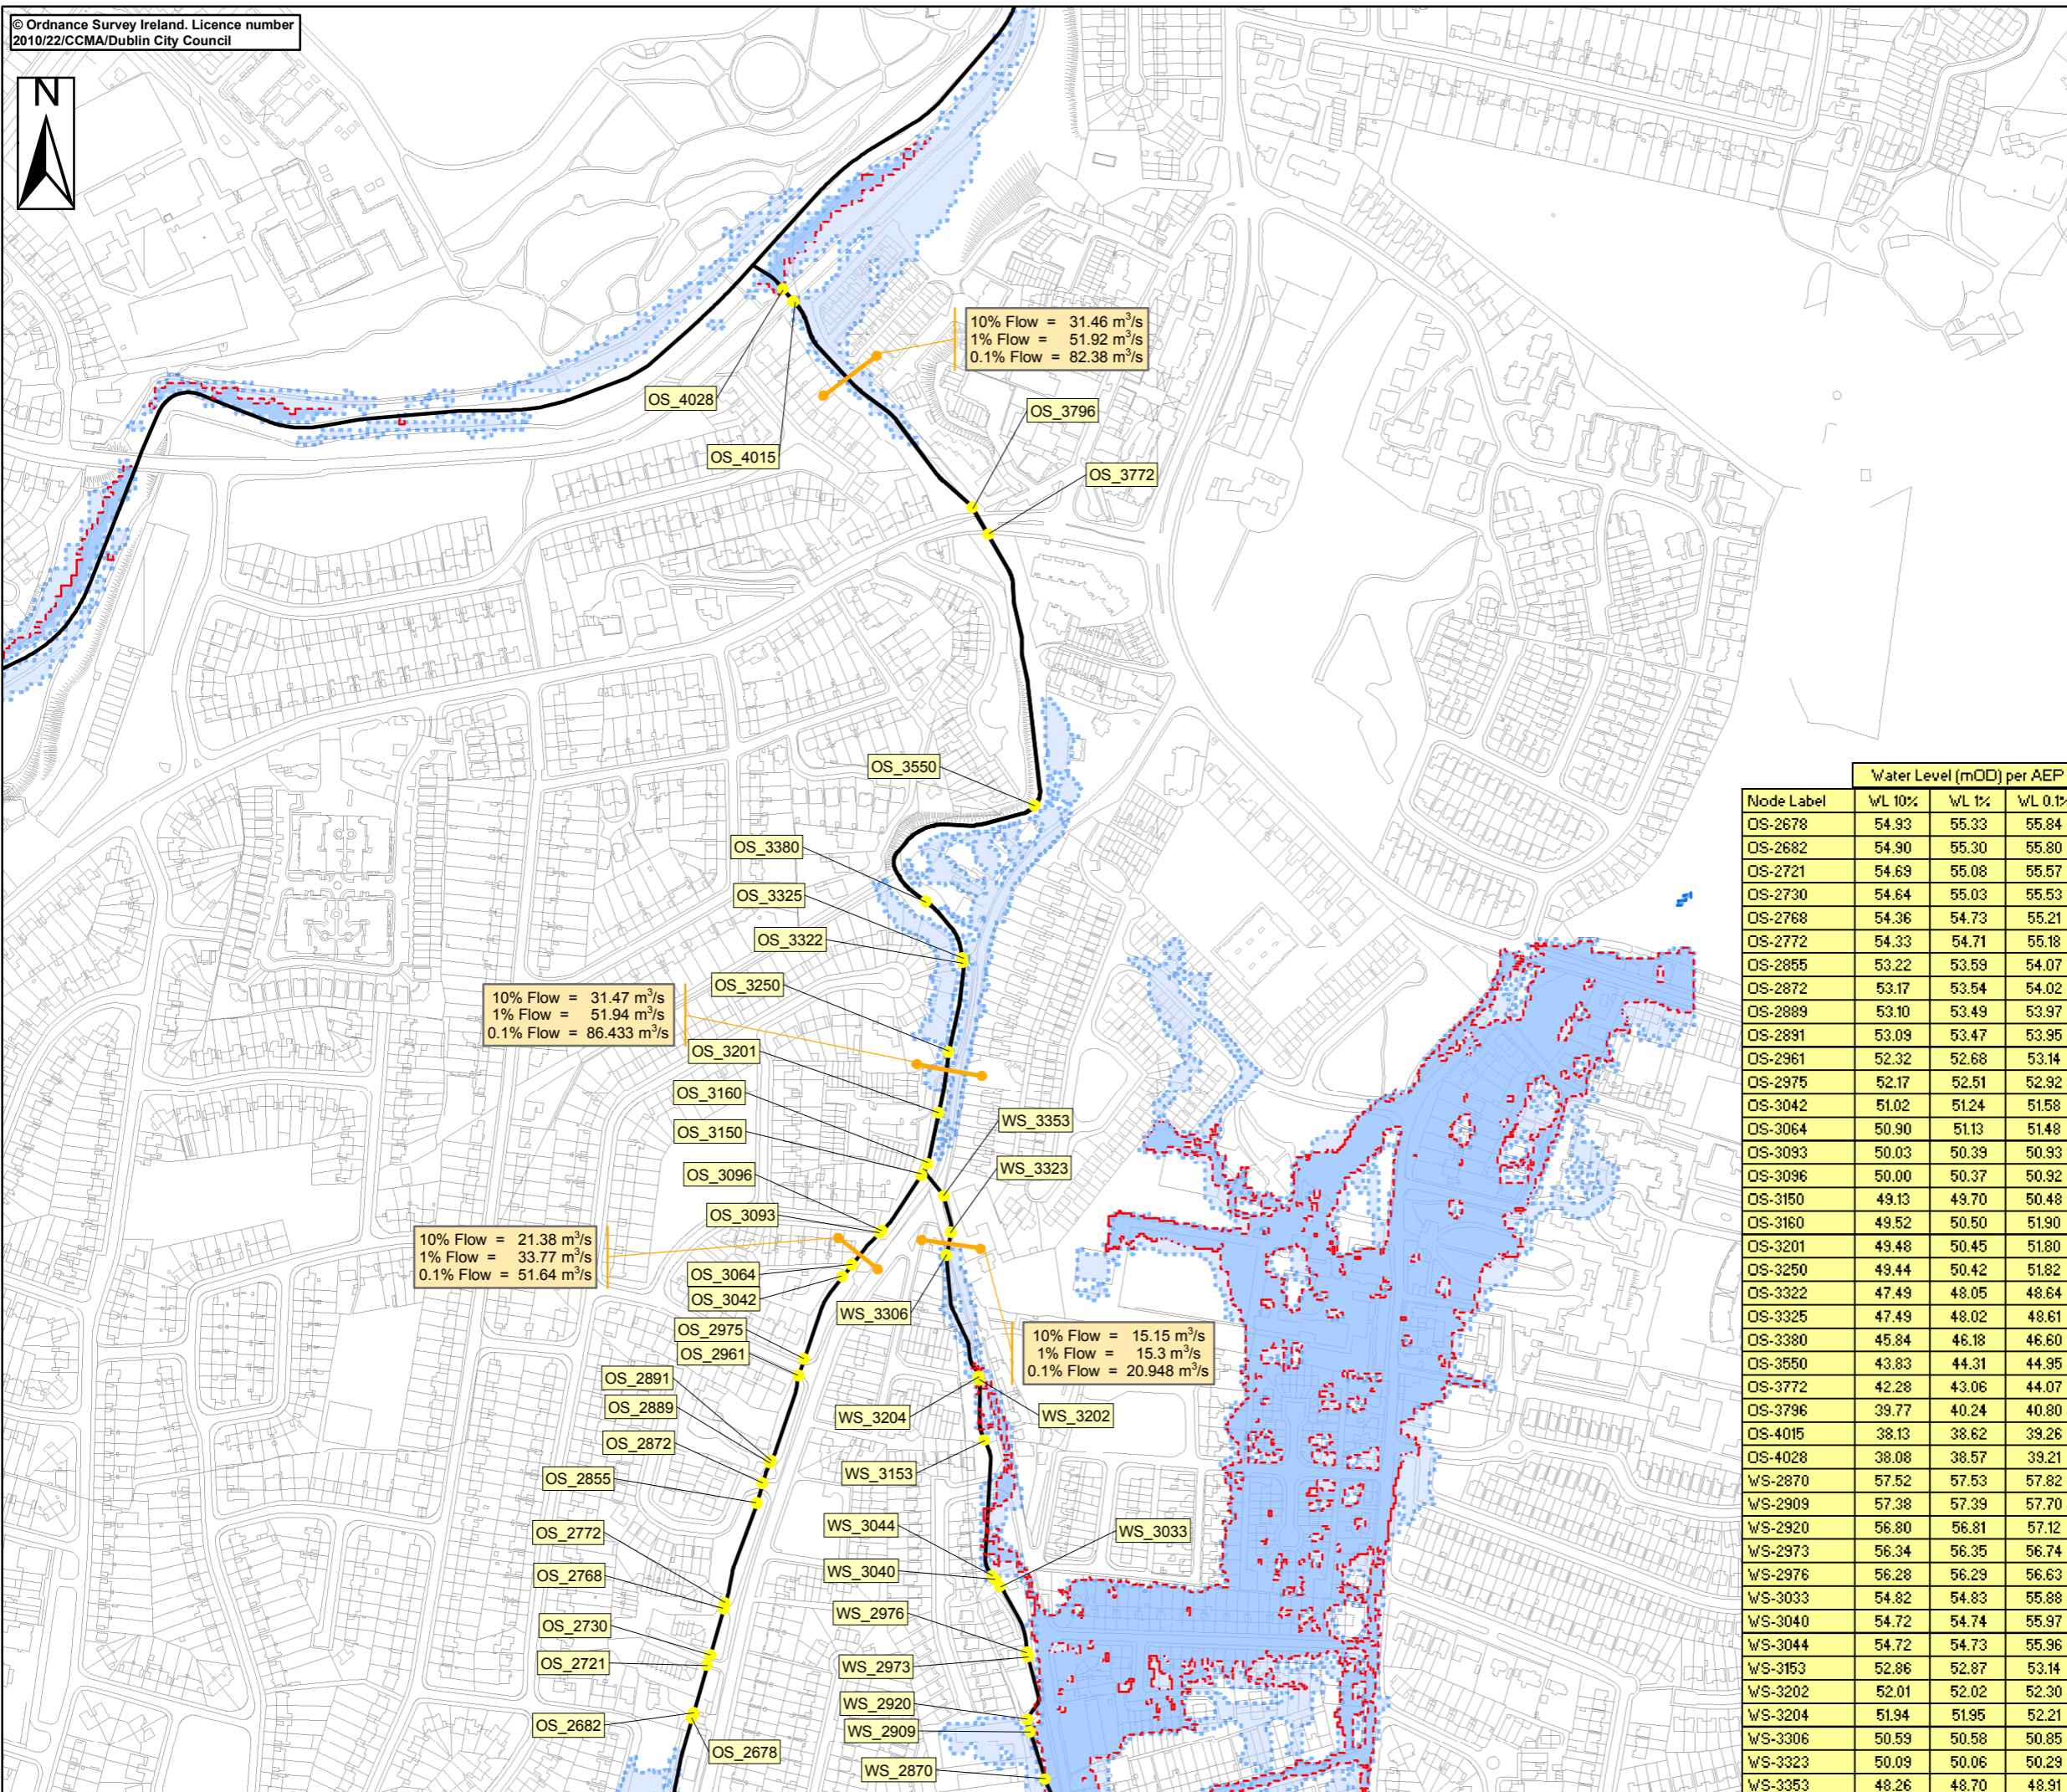 © Ordnance Survey Ireland. Licence number
2010/22/CCMA/Dublin City Council
N
10% Flow = 31.46 m³/s
1% Flow = 51.92 m³/s
0.1% Flow = 82.38 m³/s
OS_4028
OS_3796
OS_4015
OS_3772
OS_3550
OS_3380
OS_3325
OS_3322
OS_3250
10% Flow = 31.47 m³/s
1% Flow = 51.94 m³/s
0.1% Flow = 86.433 m³/s
OS_3201
OS_3160
WS_3353
OS_3150
WS_3323
OS_3096
OS_3093
10% Flow = 21.38 m³/s
1% Flow = 33.77 m³/s
0.1% Flow = 51.64 m³/s
OS_3064
OS_3042
WS_3306
OS_2975
OS_2961
10% Flow = 15.15 m³/s
1% Flow = 15.3 m³/s
0.1% Flow = 20.948 m³/s
OS_2891
OS_2889
WS_3204
WS_3202
OS_2872
OS_2855
WS_3153
OS_2772
WS_3044
WS_3033
OS_2768
WS_3040
OS_2730
WS_2976
OS_2721
WS_2973
WS_2920
OS_2682
WS_2909
OS_2678
WS_2870
Water Level (mOD) per AEP
Node Label WL 10% WL 1% WL 0.1%
OS-2678 54.93 55.33 55.84
OS-2682 54.90 55.30 55.80
OS-2721 54.69 55.08 55.57
OS-2730 54.64 55.03 55.53
OS-2768 54.36 54.73 55.21
OS-2772 54.33 54.71 55.18
OS-2855 53.22 53.59 54.07
OS-2872 53.17 53.54 54.02
OS-2889 53.10 53.49 53.97
OS-2891 53.09 53.47 53.95
OS-2961 52.32 52.68 53.14
OS-2975 52.17 52.51 52.92
OS-3042 51.02 51.24 51.58
OS-3064 50.90 51.13 51.48
OS-3093 50.03 50.39 50.93
OS-3096 50.00 50.37 50.92
OS-3150 49.13 49.70 50.48
OS-3160 49.52 50.50 51.90
OS-3201 49.48 50.45 51.80
OS-3250 49.44 50.42 51.82
OS-3322 47.49 48.05 48.64
OS-3325 47.49 48.02 48.61
OS-3380 45.84 46.18 46.60
OS-3550 43.83 44.31 44.95
OS-3772 42.28 43.06 44.07
OS-3796 39.77 40.24 40.80
OS-4015 38.13 38.62 39.26
OS-4028 38.08 38.57 39.21
WS-2870 57.52 57.53 57.82
WS-2909 57.38 57.39 57.70
WS-2920 56.80 56.81 57.12
WS-2973 56.34 56.35 56.74
WS-2976 56.28 56.29 56.63
WS-3033 54.82 54.83 55.88
WS-3040 54.72 54.74 55.97
WS-3044 54.72 54.73 55.96
WS-3153 52.86 52.87 53.14
WS-3202 52.01 52.02 52.30
WS-3204 51.94 51.95 52.21
WS-3306 50.59 50.58 50.85
WS-3323 50.09 50.06 50.29
WS-3353 48.26 48.70 48.91